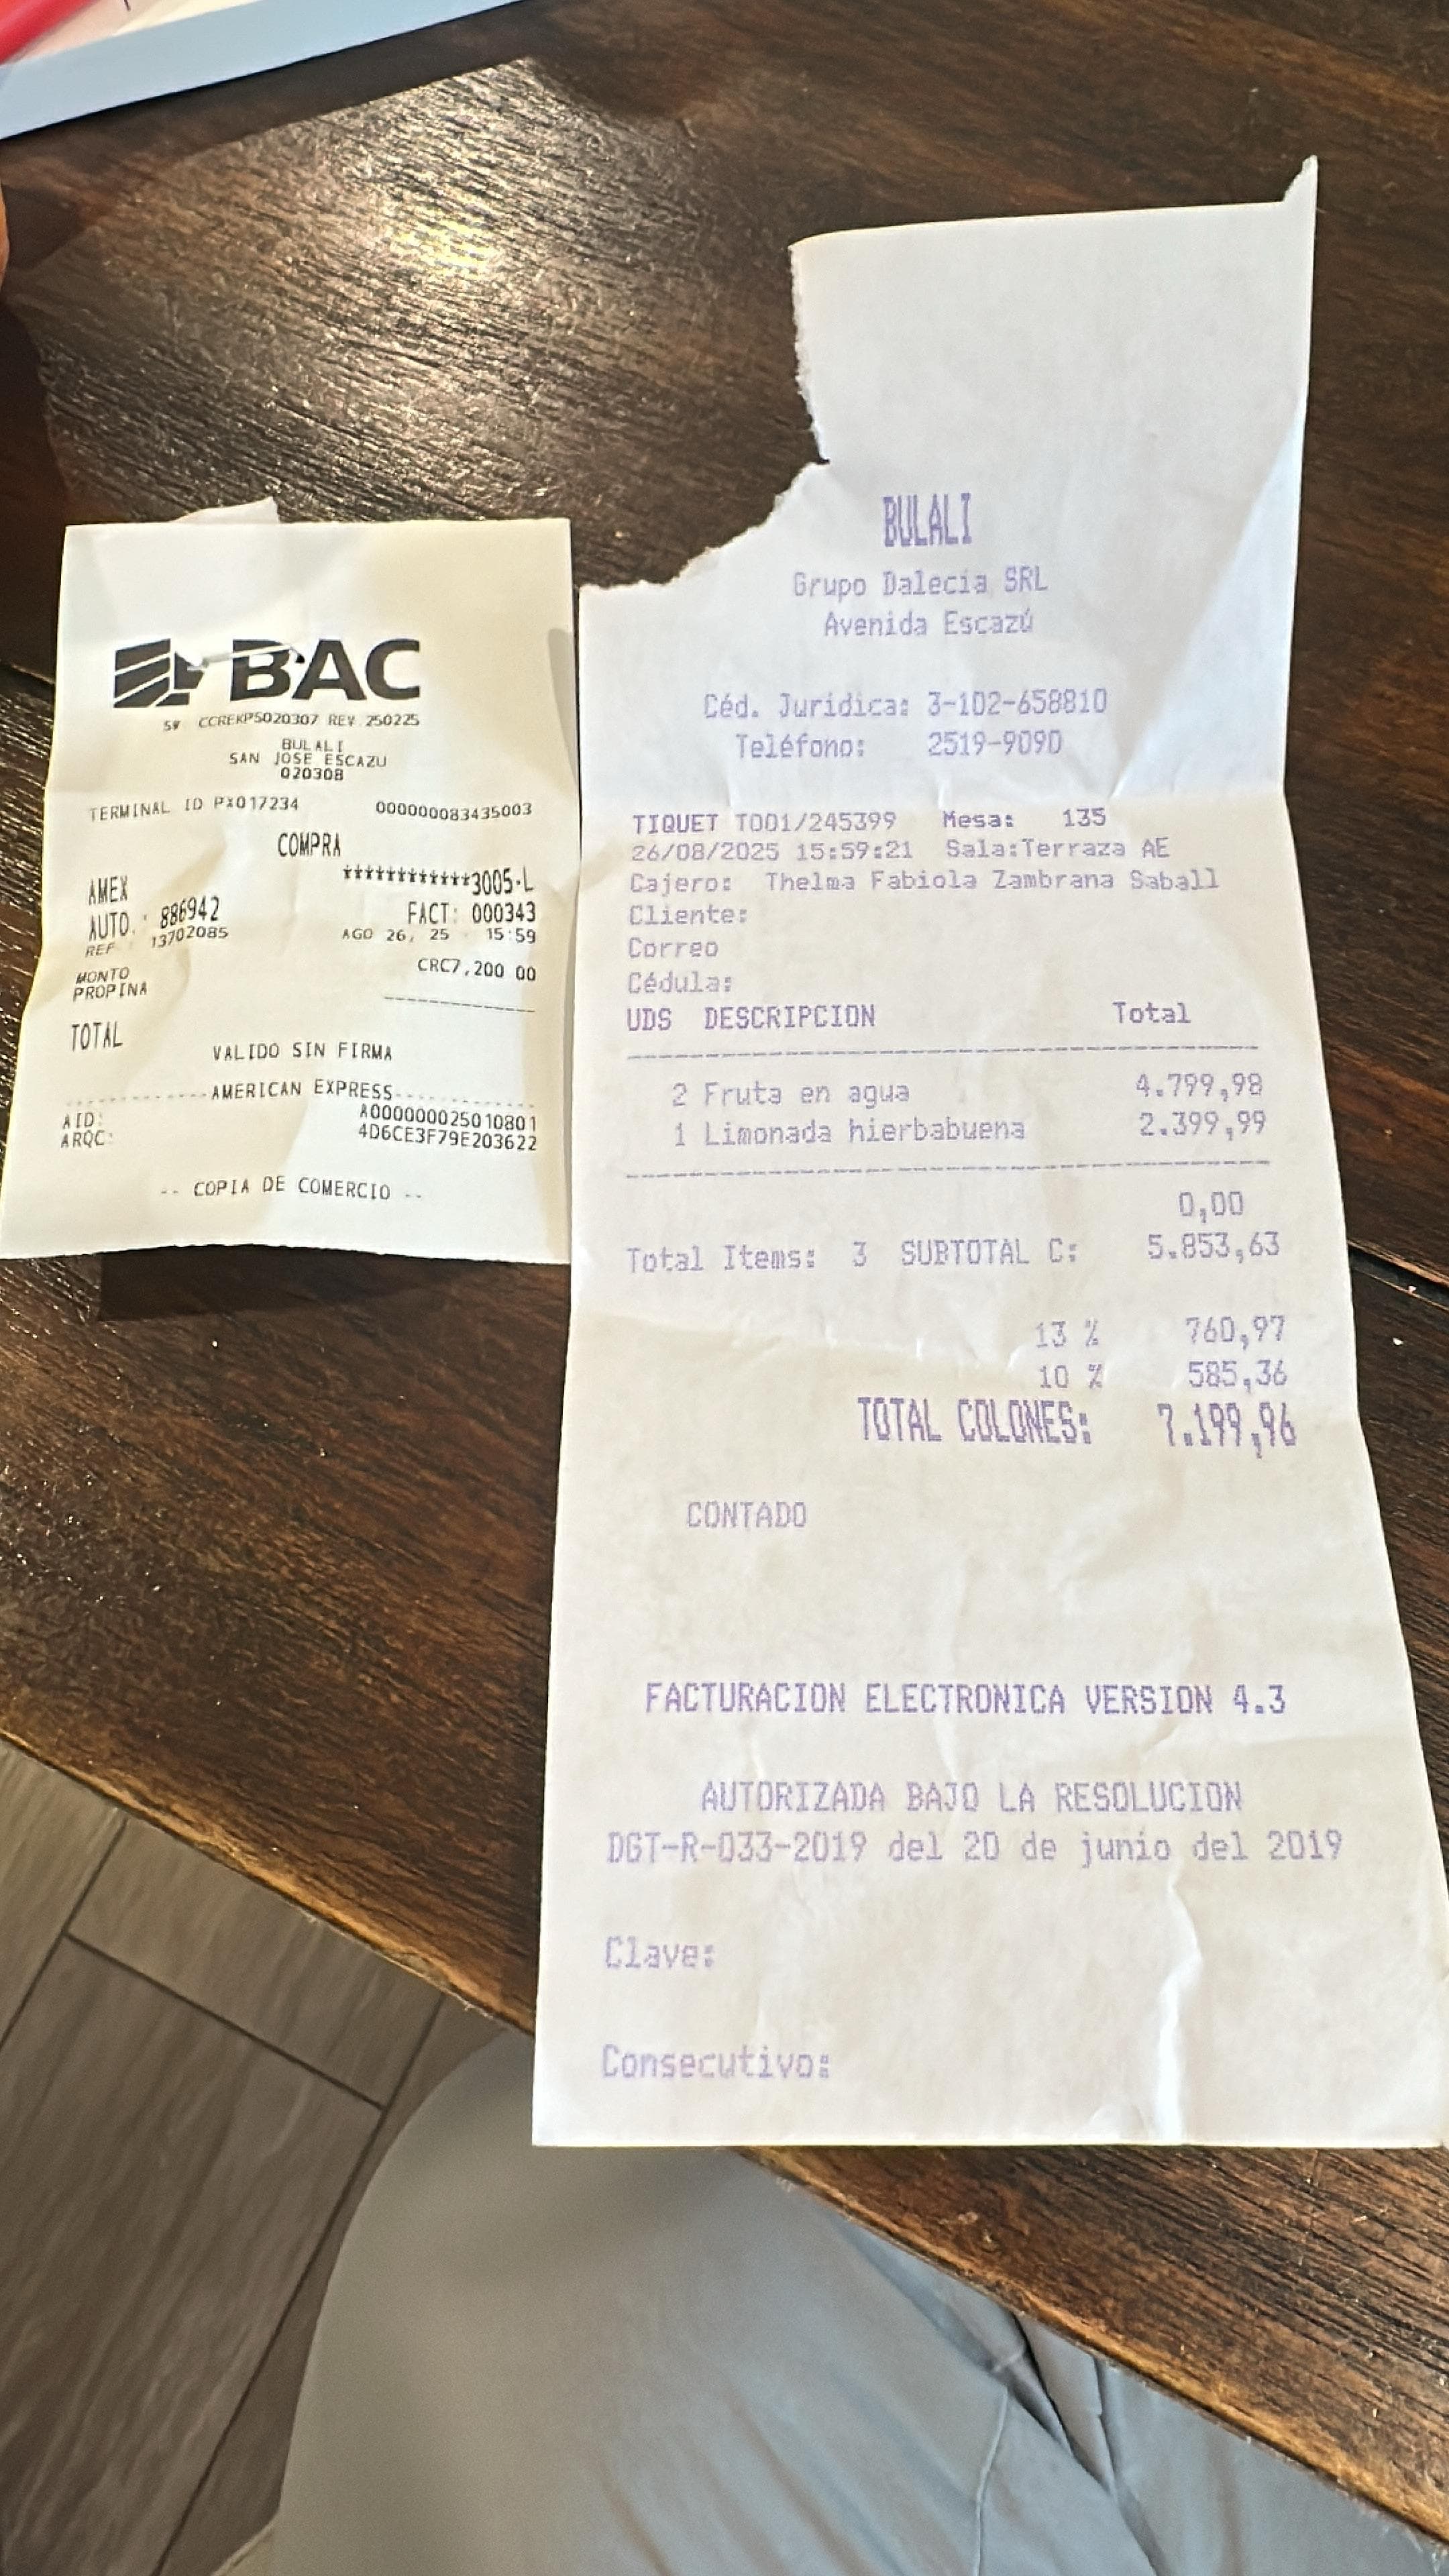 BAC
SW CCREKP5020307 REV.250225
BULALI
SAN JOSE ESCAZU
020308
TERMINAL ID PX017234 000000083435003
COMPRA
AMEX ************3005-L
AUTO.: 886942 FACT: 000343
REF 13702085 AGO 26, 25 15:59
MONTO CRC7,200 00
PROPINA
TOTAL
VALIDO SIN FIRMA
AMERICAN EXPRESS
AID: A000000025010801
ARQC: 4D6CE3F79E203622
-- COPIA DE COMERCIO --
BULALI
Grupo Dalecia SRL
Avenida Escazú
Céd. Juridica: 3-102-658810
Teléfono: 2519-9090
TIQUET T001/245399 Mesa: 135
26/08/2025 15:59:21 Sala:Terraza AE
Cajero: Thelma Fabiola Zambrana Saball
Cliente:
Correo
Cédula:
UDS DESCRIPCION Total
2 Fruta en agua 4.799,98
1 Limonada hierbabuena 2.399,99
0,00
Total Items: 3 SUBTOTAL C: 5.853,63
13 % 760,97
10 % 585,36
TOTAL COLONES: 7.199,96
CONTADO
FACTURACION ELECTRONICA VERSION 4.3
AUTORIZADA BAJO LA RESOLUCION
DGT-R-033-2019 del 20 de junio del 2019
Clave:
Consecutivo: